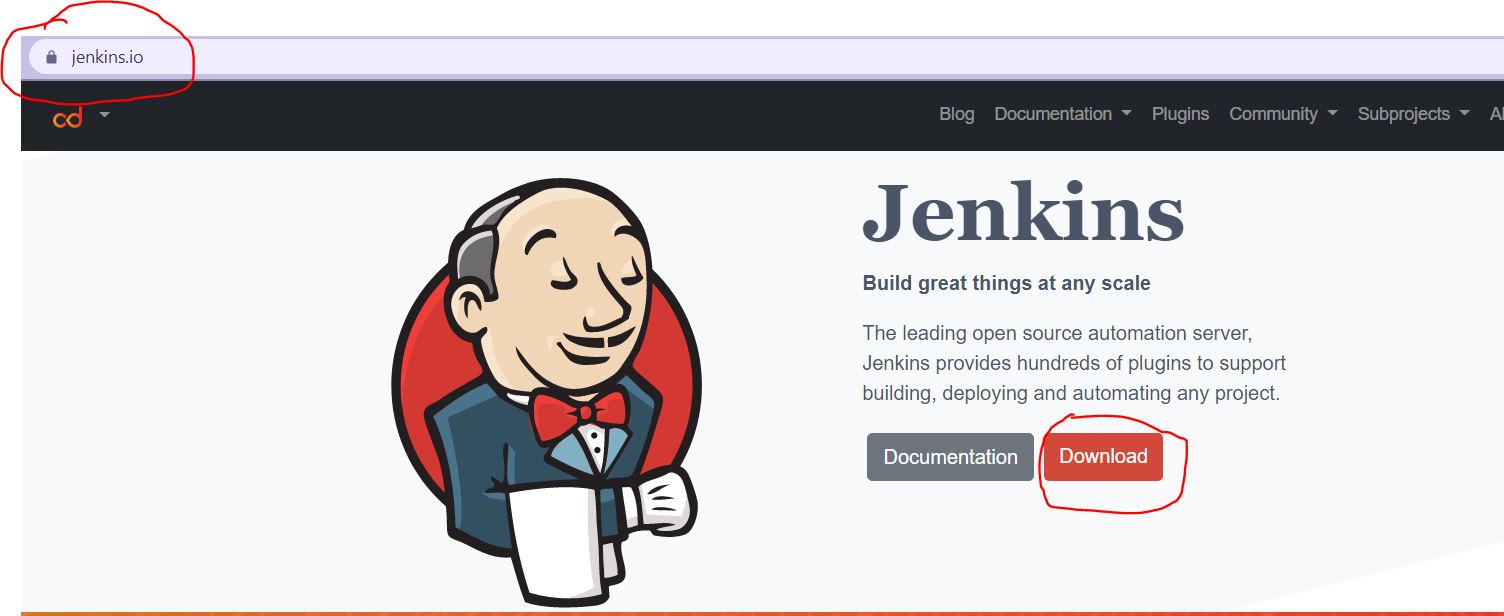 jenkins.io
cd
Blog Documentation Plugins Community Subprojects
Jenkins
Build great things at any scale
The leading open source automation server,
Jenkins provides hundreds of plugins to support
building, deploying and automating any project.
Documentation Download